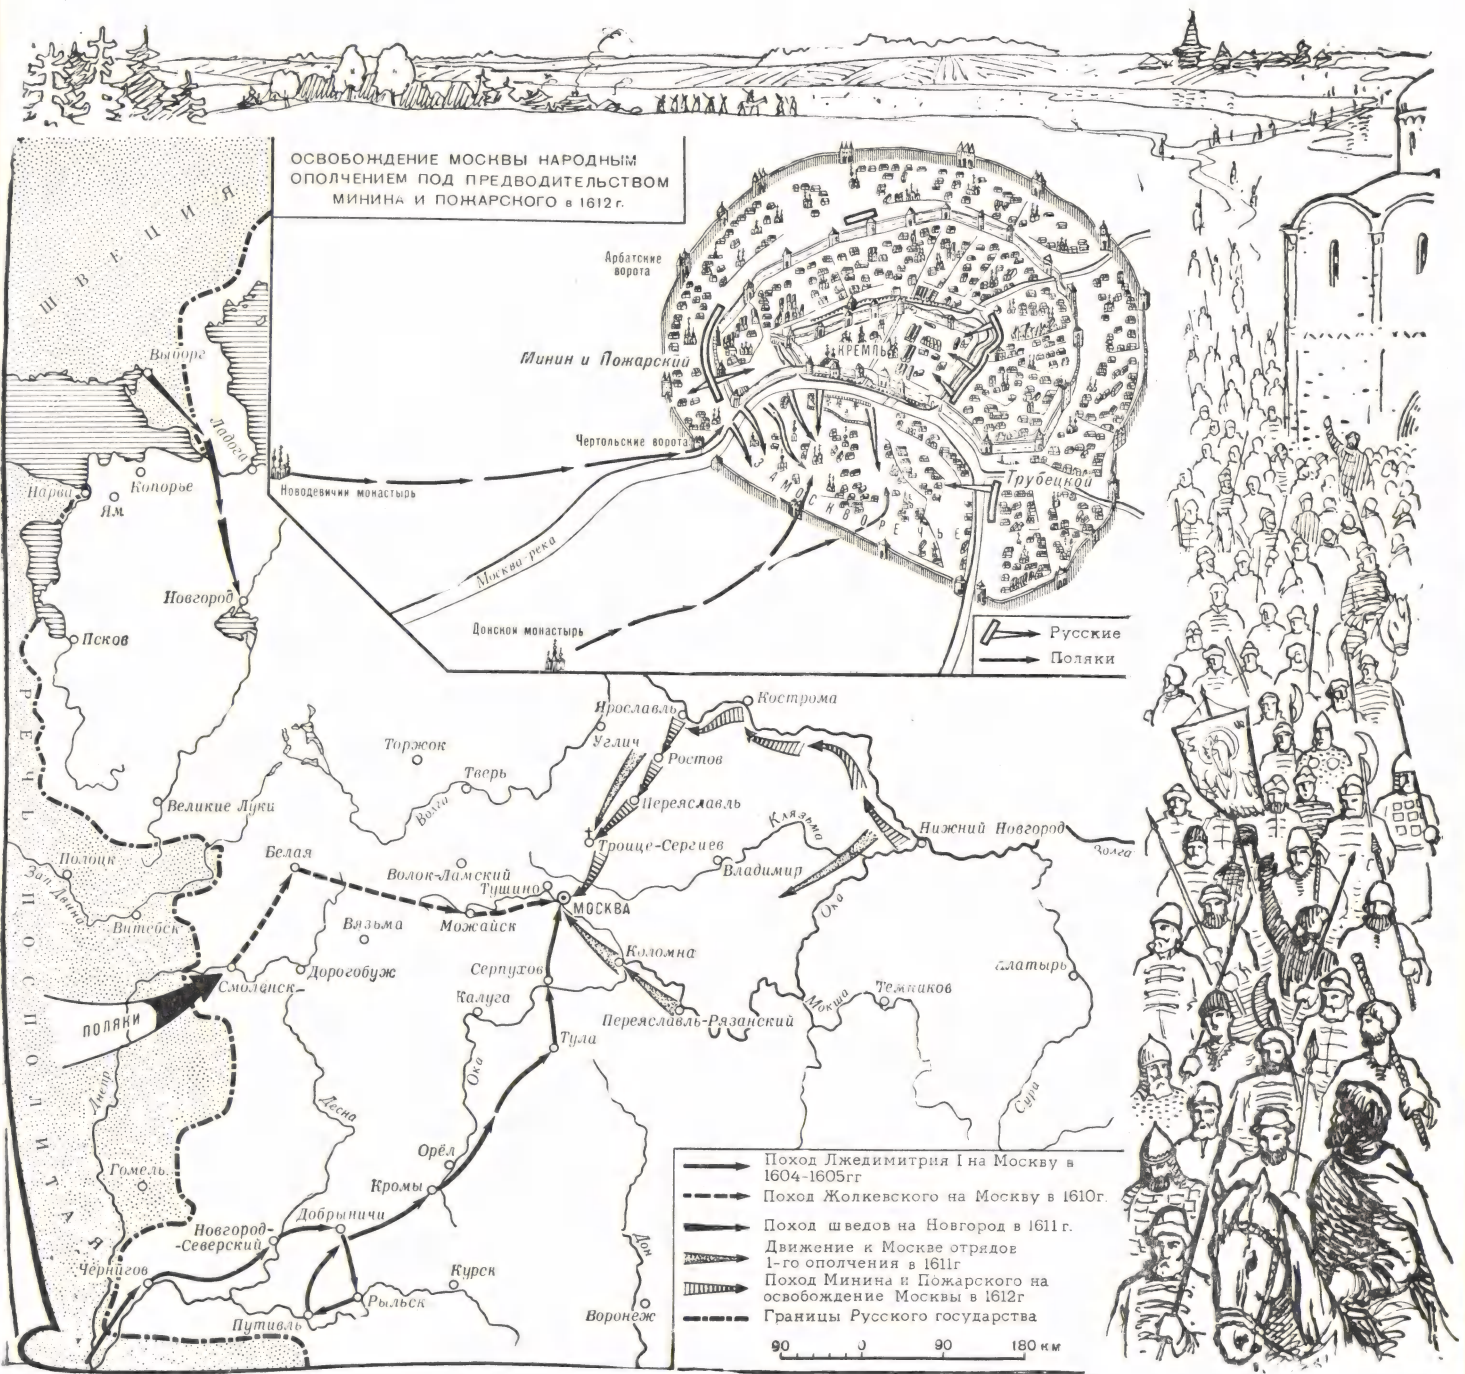 ОСВОБОЖДЕНИЕ МОСКВЫ НАРОДНЫМ
ОПОЛЧЕНИЕМ ПОД ПРЕДВОДИТЕЛЬСТВОМ
МИНИНА И ПОЖАРСКОГО в 1612 г.
ШВЕЦИЯ
Арбатские
ворота
Минин и Пожарский
КРЕМЛЬ
Выборг
Ладога
Чертольские ворота
Новодевичий монастырь
ЗАМОСКВОРЕЧЬЕ
Трубецкой
Нарва
Копорье
Ям
Москва-река
Новгород
Псков
Донской монастырь
Русские
Поляки
РЕЧЬ ПОСПОЛИТАЯ
Ярославль
Кострома
Углич
Торжок
Ростов
Тверь
Волга
Переяславль
Великие Луки
Клязьма
Нижний Новгород
Волга
Троице-Сергиев
Владимир
Белая
Полоцк
Зап. Двина
Волок-Ламский
Тушино
МОСКВА
Ока
Витебск
Вязьма
Можайск
Коломна
Смоленск
Дорогобуж
Серпухов
Алатырь
ПОЛЯКИ
Калуга
Переяславль-Рязанский
Мокша
Темников
Тула
Днепр
Десна
Ока
Сура
Орёл
Гомель
Кромы
Добрыничи
Новгород-
-Северский
Дон
Чернигов
Курск
Рыльск
Путивль
Воронеж
Поход Лжедимитрия I на Москву в
1604-1605гг
Поход Жолкевского на Москву в 1610г.
Поход шведов на Новгород в 1611 г.
Движение к Москве отрядов
1-го ополчения в 1611г
Поход Минина и Пожарского на
освобождение Москвы в 1612г
Границы Русского государства
90 0 90 180 км